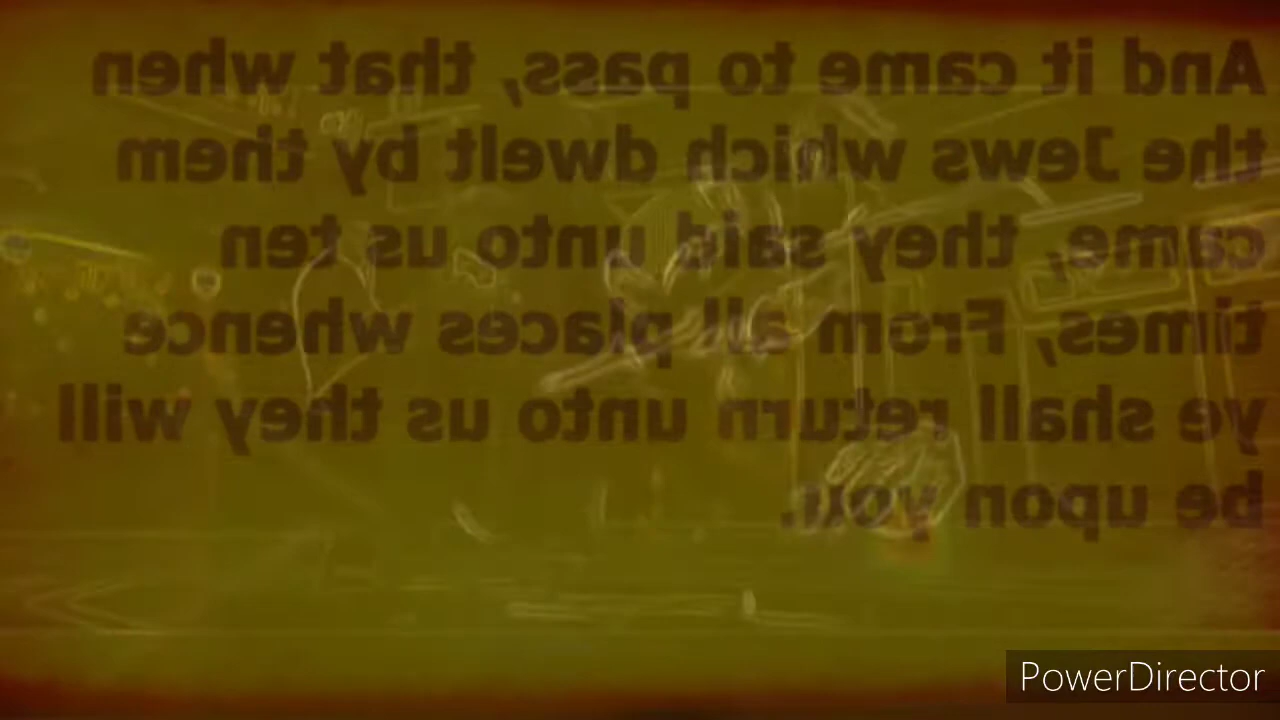 And it came to pass, that when
the Jews which dwelt by them
came, they said unto us ten
times, From all places whence
ye shall return unto us they will
be upon you.
PowerDirector